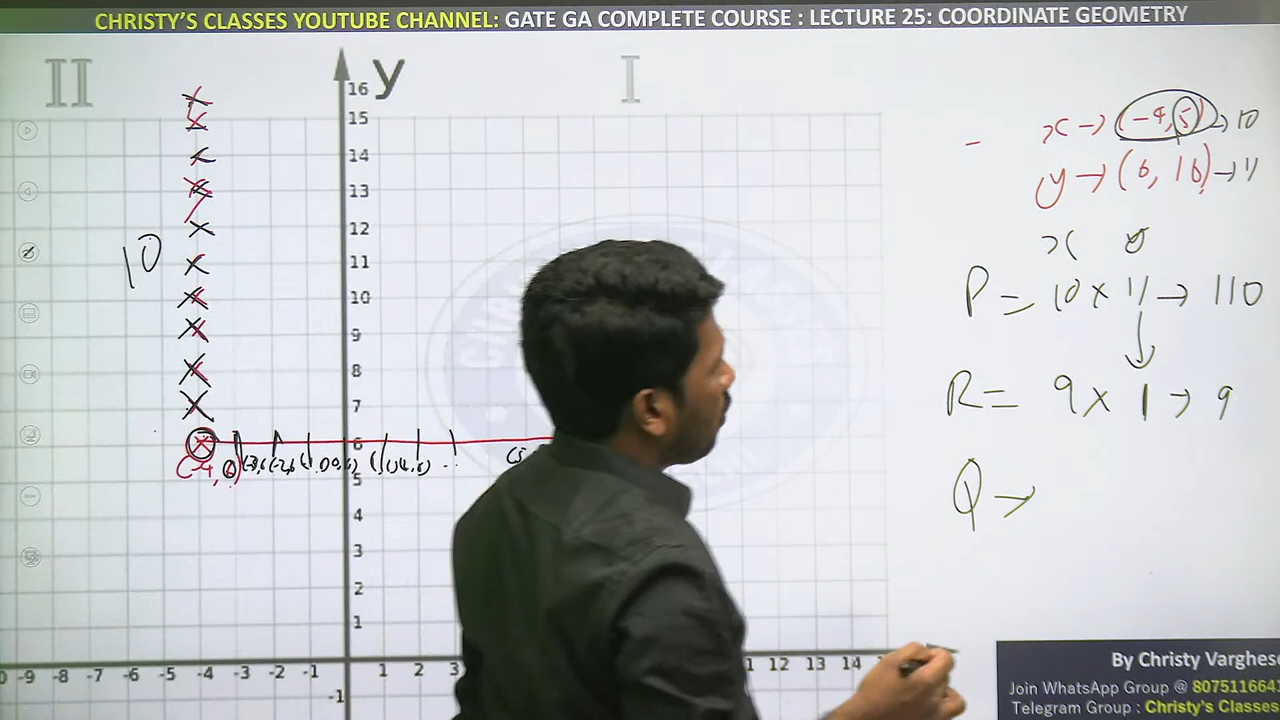 CHRISTY'S CLASSES YOUTUBE CHANNEL: GATE GA COMPLETE COURSE : LECTURE 25: COORDINATE GEOMETRY
II
I
y
16
15
14
13
12
11
10
9
8
7
6
5
4
3
2
1
-1
-9 -8 -7 -6 -5 -4 -3 -2 -1 1 2 3 12 13 14
10
(-4, 6)
x → (-4, 5) → 10
y → (6, 16) → 11
P = 10 × 11 → 110
R = 9 × 1 → 9
Q →
By Christy Varghese
Join WhatsApp Group @ 807511664
Telegram Group : Christy's Classes